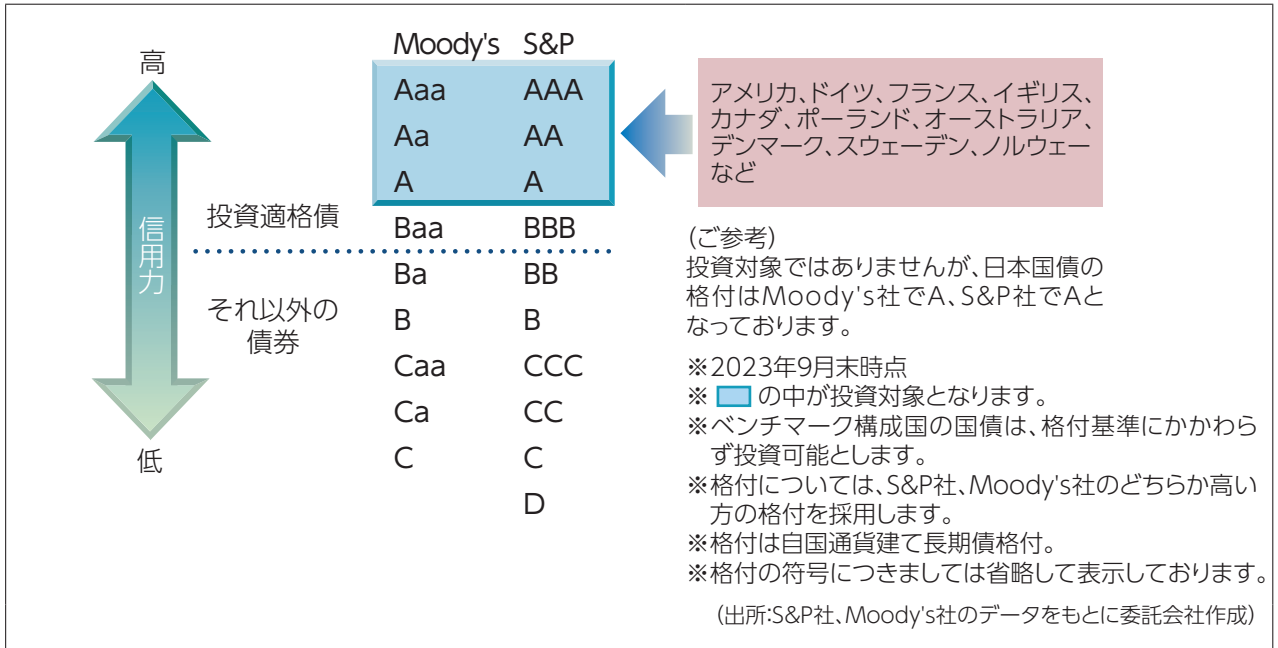 高
信用力
低
投資適格債
それ以外の
債券
Moody's S&P
Aaa AAA
Aa AA
A A
Baa BBB
Ba BB
B B
Caa CCC
Ca CC
C C
D
アメリカ、ドイツ、フランス、イギリス、
カナダ、ポーランド、オーストラリア、
デンマーク、スウェーデン、ノルウェー
など
(ご参考)
投資対象ではありませんが、日本国債の
格付はMoody's社でA、S&P社でAと
なっております。
※2023年9月末時点
※ の中が投資対象となります。
※ベンチマーク構成国の国債は、格付基準にかかわら
ず投資可能とします。
※格付については、S&P社、Moody's社のどちらか高い
方の格付を採用します。
※格付は自国通貨建て長期債格付。
※格付の符号につきましては省略して表示しております。
(出所:S&P社、Moody's社のデータをもとに委託会社作成)